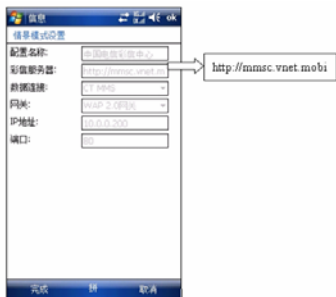 信息 ok
情景模式设置
配置名称: 中国电信彩信中心
彩信服务器: http://mmsc.vnet.m
http://mmsc.vnet.mobi
数据连接: CT MMS
网关: WAP 2.0网关
IP地址: 10.0.0.200
端口: 80
完成 取消